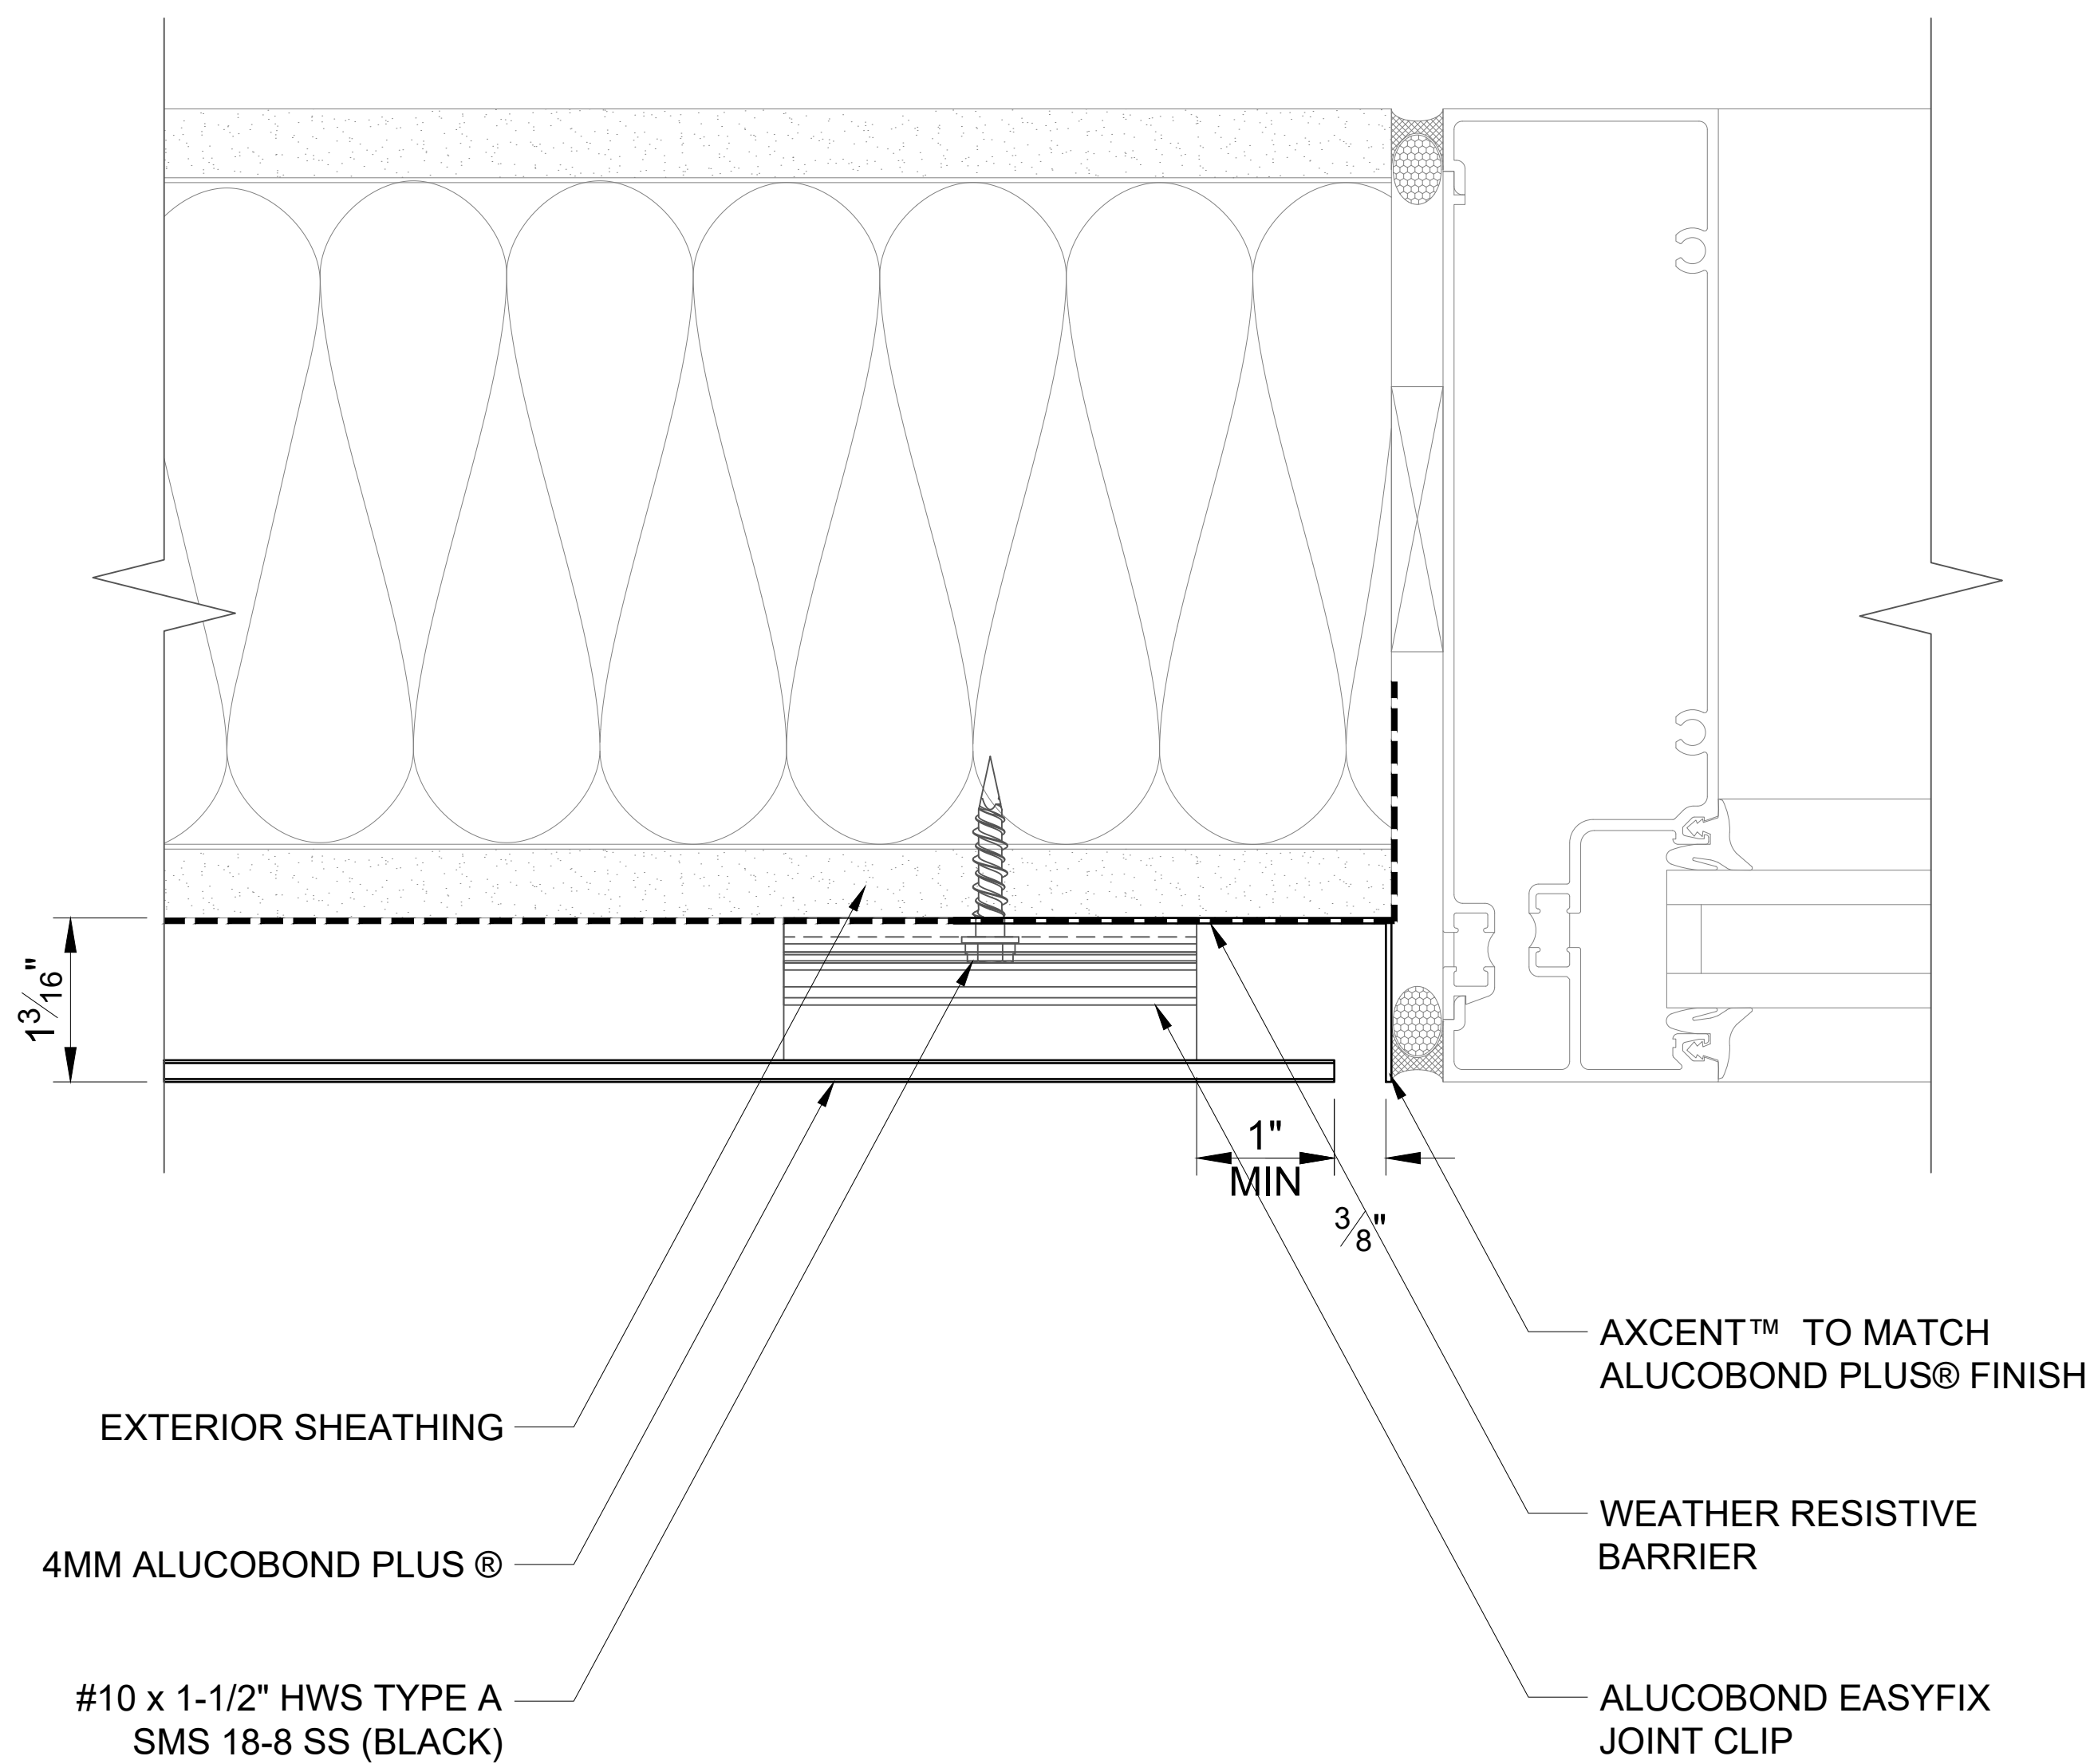 1 3/16"
1"
MIN
3/8"
AXCENT™ TO MATCH
ALUCOBOND PLUS® FINISH
EXTERIOR SHEATHING
WEATHER RESISTIVE
BARRIER
4MM ALUCOBOND PLUS ®
#10 x 1-1/2" HWS TYPE A
SMS 18-8 SS (BLACK)
ALUCOBOND EASYFIX
JOINT CLIP